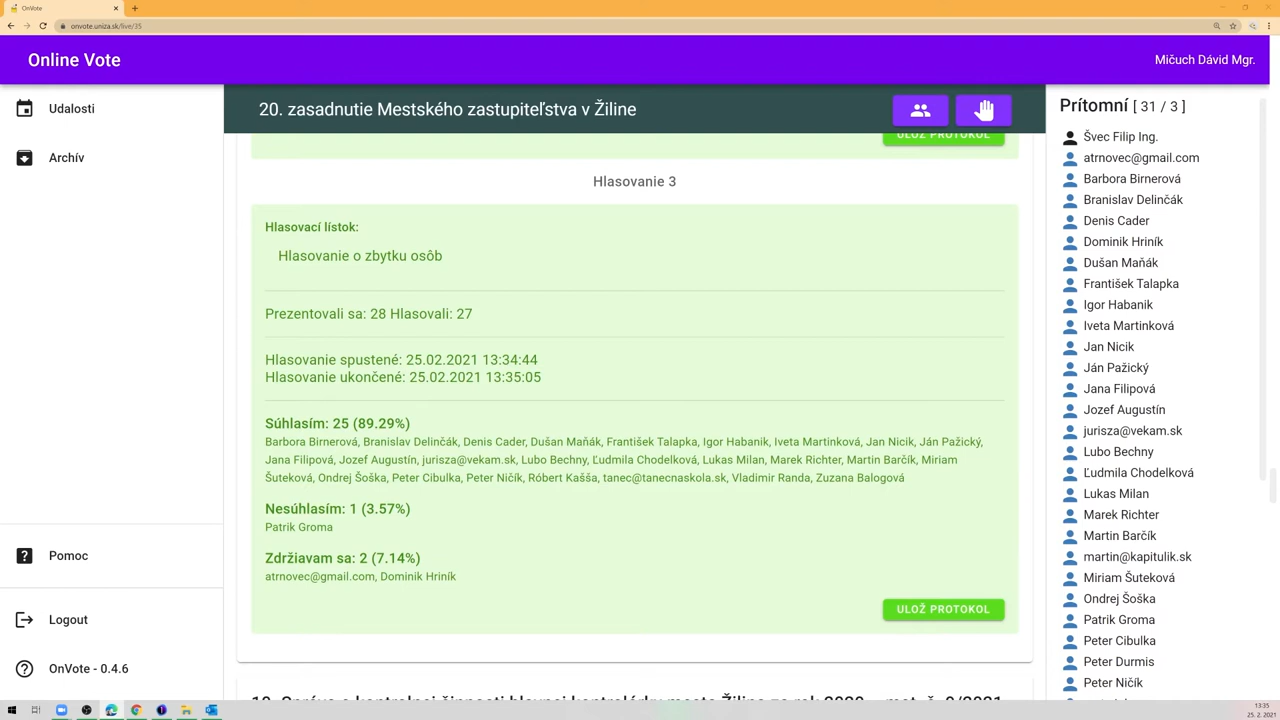 OnVote
onvote.uniza.sk/live/35
Online Vote
Mičuch Dávid Mgr.
Udalosti
Archív
Pomoc
Logout
OnVote - 0.4.6
20. zasadnutie Mestského zastupiteľstva v Žiline
ULOŽ PROTOKOL
Hlasovanie 3
Hlasovací lístok:
Hlasovanie o zbytku osôb
Prezentovali sa: 28 Hlasovali: 27
Hlasovanie spustené: 25.02.2021 13:34:44
Hlasovanie ukončené: 25.02.2021 13:35:05
Súhlasím: 25 (89.29%)
Barbora Birnerová, Branislav Delinčák, Denis Cader, Dušan Maňák, František Talapka, Igor Habanik, Iveta Martinková, Jan Nicik, Ján Pažický,
Jana Filipová, Jozef Augustín, jurisza@vekam.sk, Lubo Bechny, Ľudmila Chodelková, Lukas Milan, Marek Richter, Martin Barčík, Miriam
Šuteková, Ondrej Šoška, Peter Cibulka, Peter Ničík, Róbert Kašša, tanec@tanecnaskola.sk, Vladimir Randa, Zuzana Balogová
Nesúhlasím: 1 (3.57%)
Patrik Groma
Zdržiavam sa: 2 (7.14%)
atrnovec@gmail.com, Dominik Hriník
ULOŽ PROTOKOL
Prítomní [ 31 / 3 ]
Švec Filip Ing.
atrnovec@gmail.com
Barbora Birnerová
Branislav Delinčák
Denis Cader
Dominik Hriník
Dušan Maňák
František Talapka
Igor Habanik
Iveta Martinková
Jan Nicik
Ján Pažický
Jana Filipová
Jozef Augustín
jurisza@vekam.sk
Lubo Bechny
Ľudmila Chodelková
Lukas Milan
Marek Richter
Martin Barčík
martin@kapitulik.sk
Miriam Šuteková
Ondrej Šoška
Patrik Groma
Peter Cibulka
Peter Durmis
Peter Ničík
13:35
25. 2. 2021